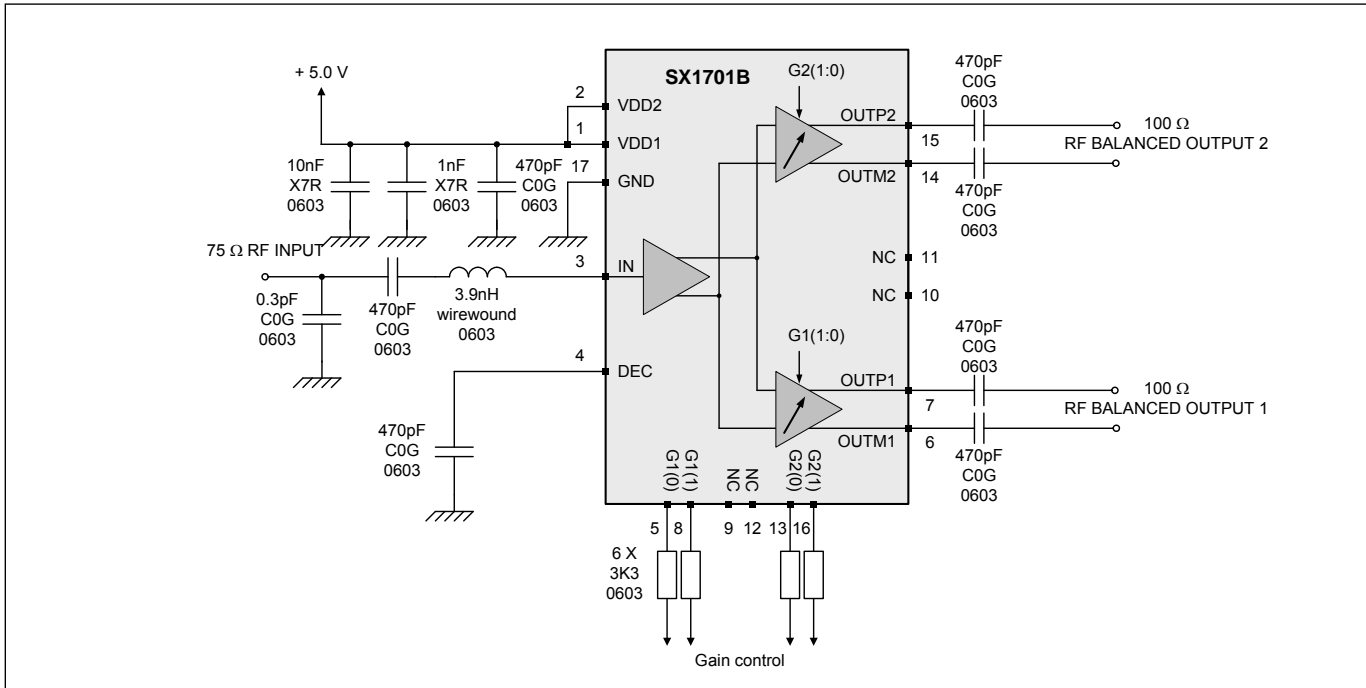 + 5.0 V
SX1701B
G2(1:0)
470pF
C0G
0603
2
VDD2
1
VDD1
17
GND
10nF
X7R
0603
1nF
X7R
0603
470pF
C0G
0603
OUTP2
15
OUTM2
14
100 Ω
RF BALANCED OUTPUT 2
470pF
C0G
0603
75 Ω RF INPUT
3
IN
NC
11
NC
10
0.3pF
C0G
0603
470pF
C0G
0603
3.9nH
wirewound
0603
4
DEC
G1(1:0)
470pF
C0G
0603
OUTP1
7
OUTM1
6
100 Ω
RF BALANCED OUTPUT 1
470pF
C0G
0603
470pF
C0G
0603
G1(0)
G1(1)
NC
NC
G2(0)
G2(1)
5
8
9
12
13
16
6 X
3K3
0603
Gain control